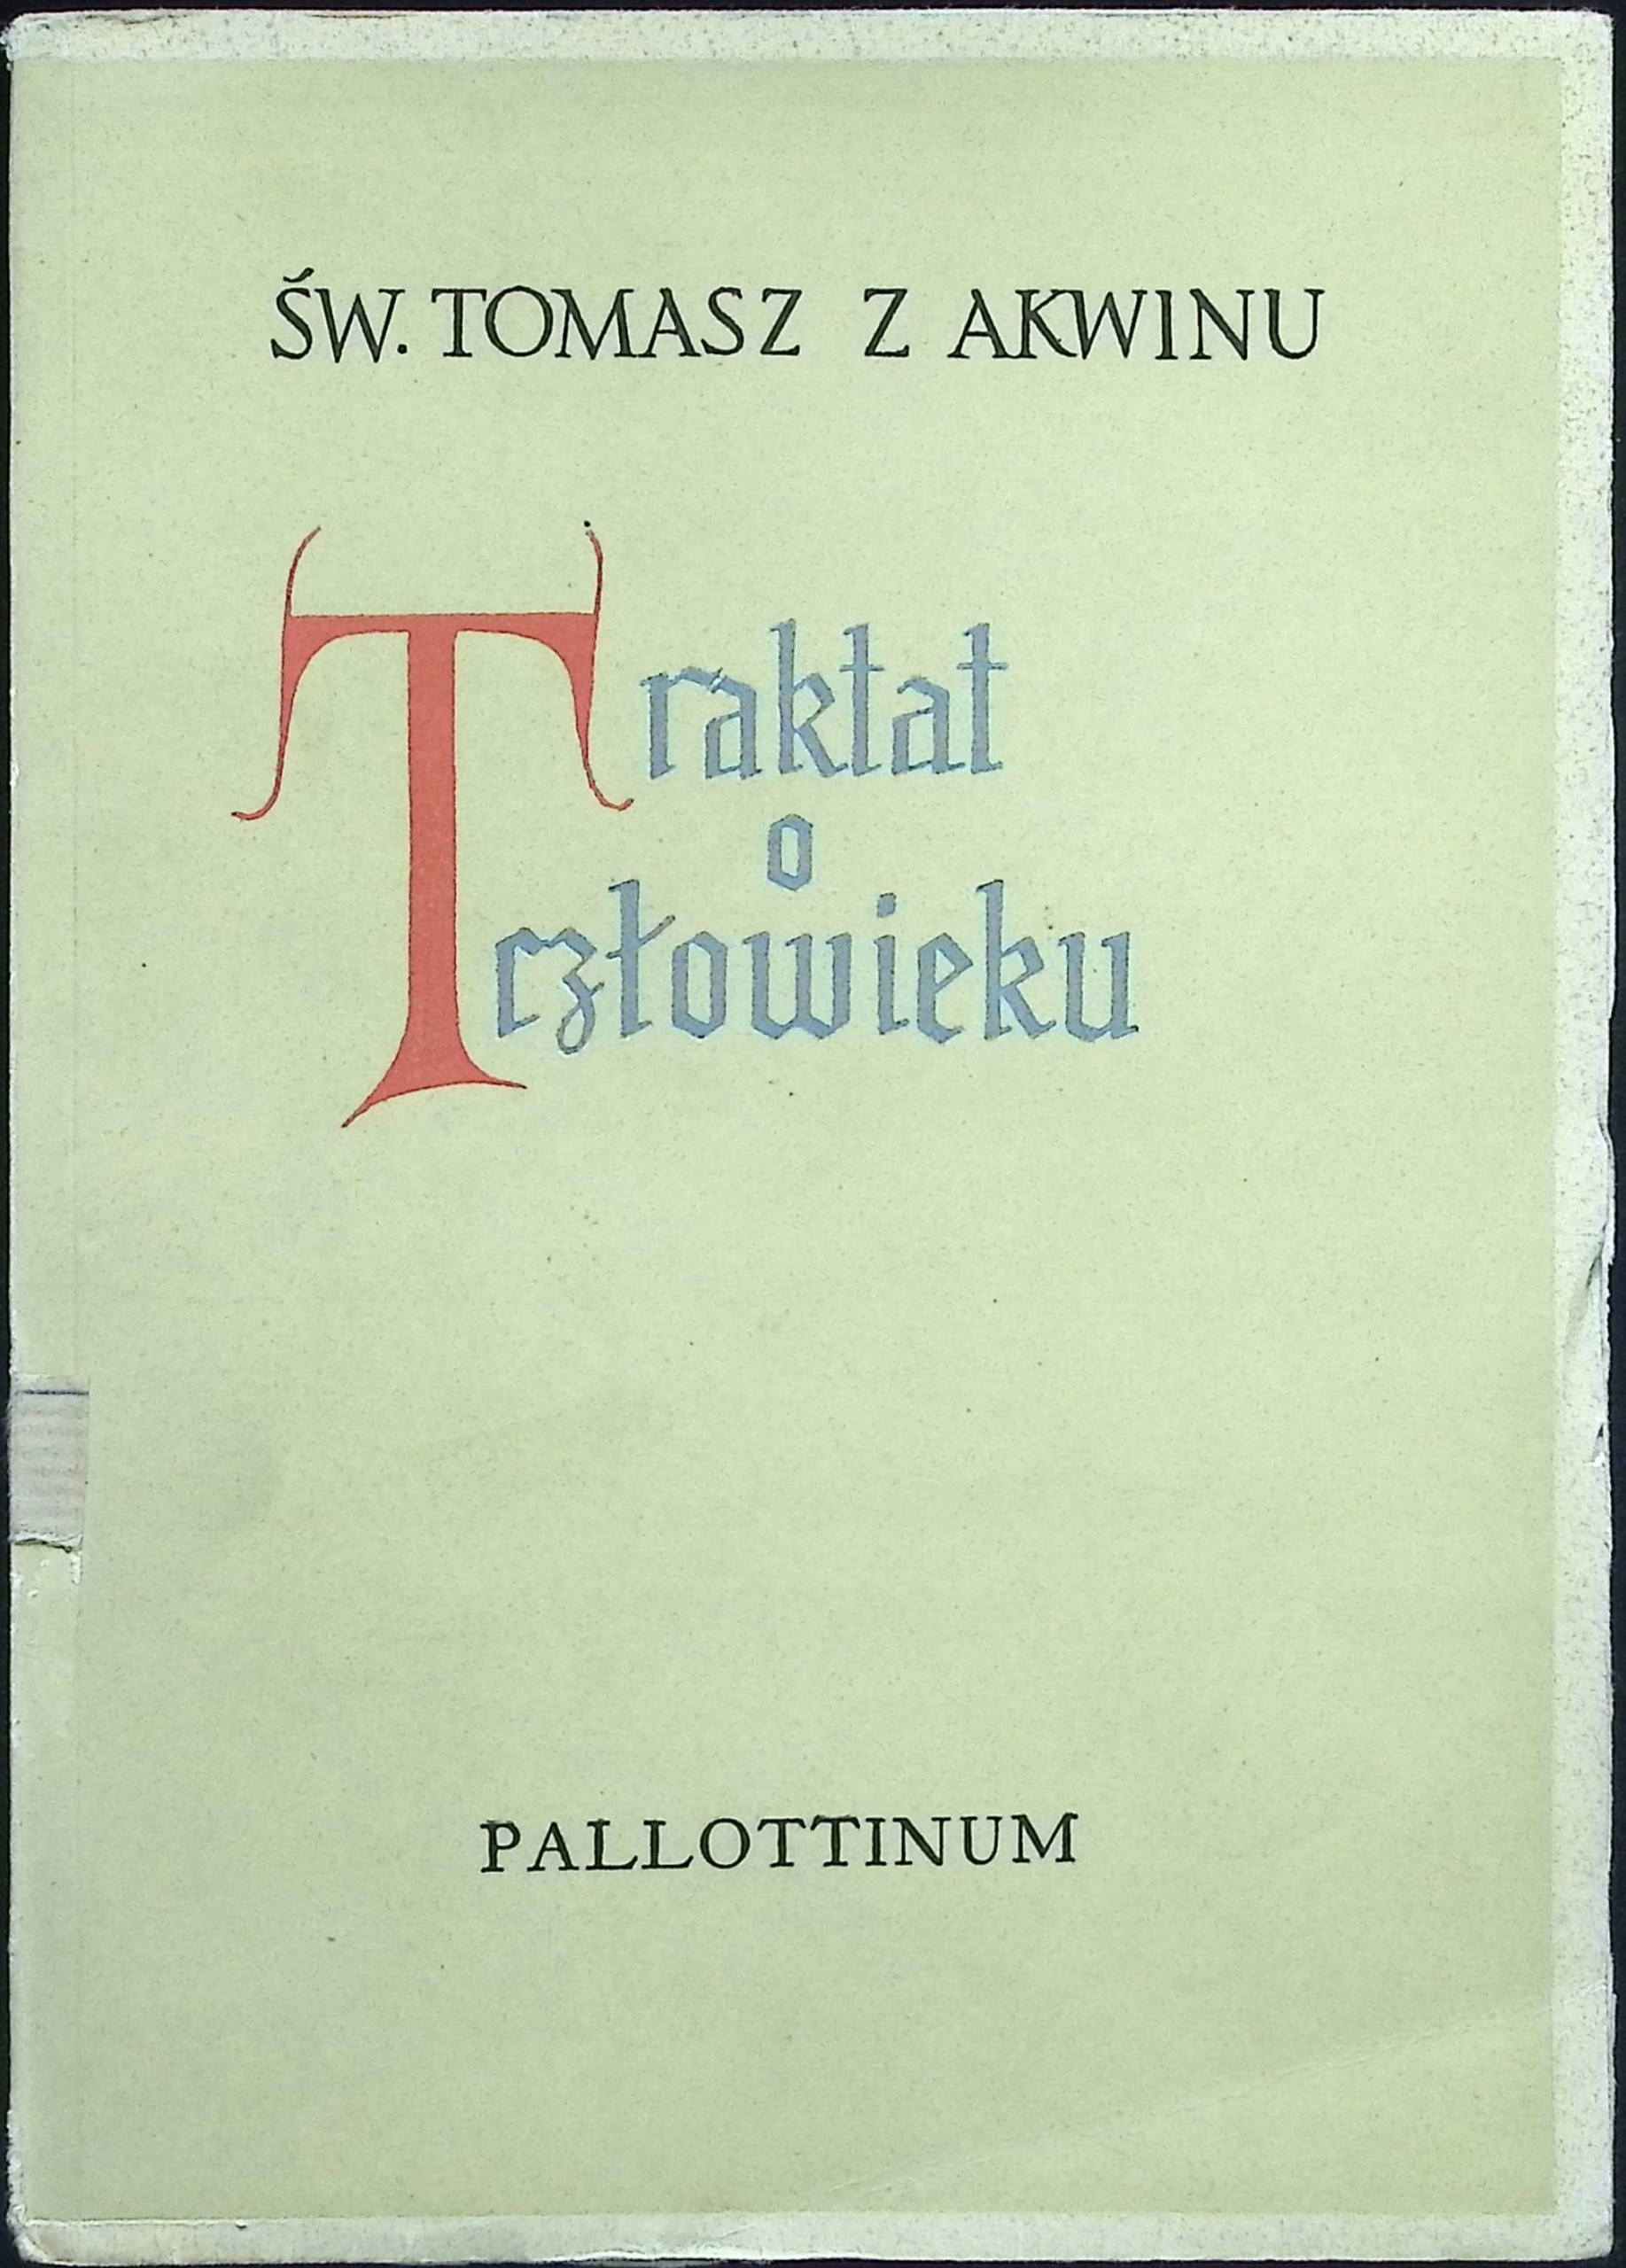 ŚW. TOMASZ Z AKWINU
Traktat
o
człowieku
PALLOTTINUM